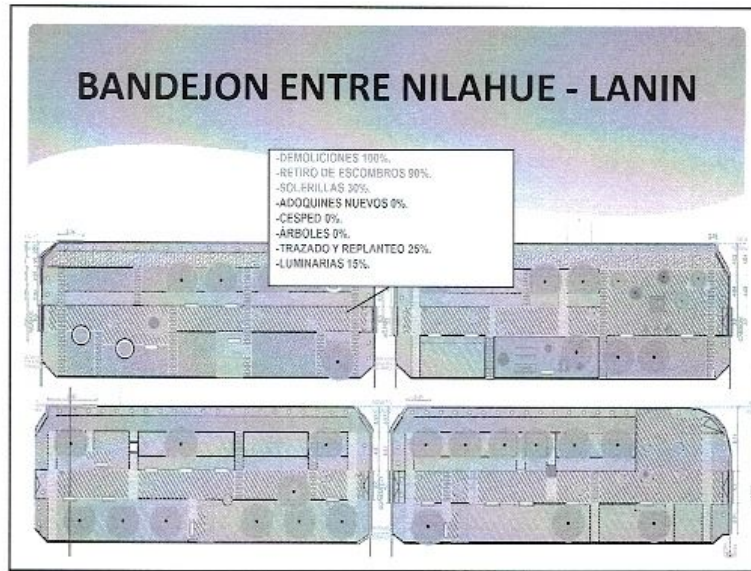 BANDEJON ENTRE NILAHUE - LANIN
-DEMOLICIONES 100%.
-RETIRO DE ESCOMBROS 90%.
-SOLERILLAS 30%.
-ADOQUINES NUEVOS 0%.
-CESPED 0%.
-ÁRBOLES 0%.
-TRAZADO Y REPLANTEO 25%.
-LUMINARIAS 15%.